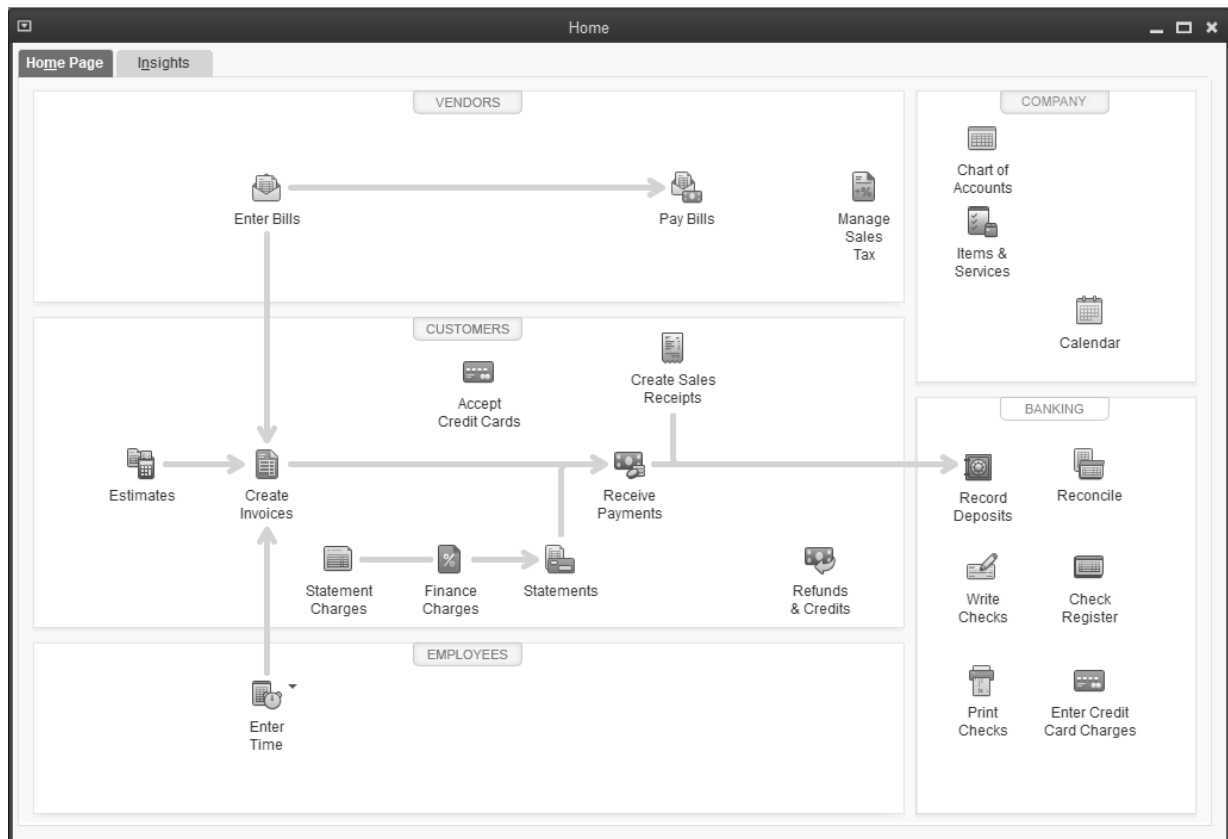 Home
Home Page
Insights
VENDORS
Enter Bills
Pay Bills
Manage
Sales
Tax
CUSTOMERS
Accept
Credit Cards
Create Sales
Receipts
Estimates
Create
Invoices
Receive
Payments
Statement
Charges
Finance
Charges
Statements
Refunds
& Credits
EMPLOYEES
Enter
Time
COMPANY
Chart of
Accounts
Items &
Services
Calendar
BANKING
Record
Deposits
Reconcile
Write
Checks
Check
Register
Print
Checks
Enter Credit
Card Charges